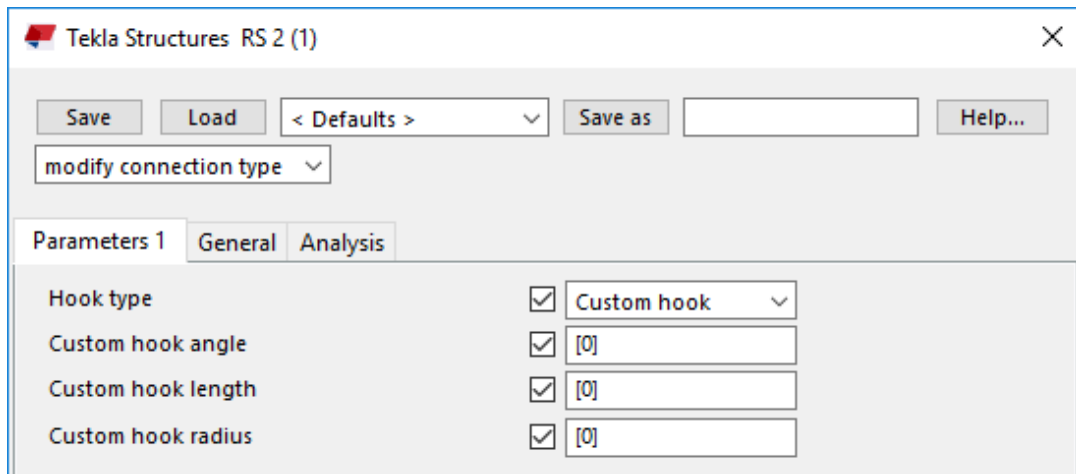 Tekla Structures RS 2 (1)
Save Load < Defaults > Save as Help...
modify connection type
Parameters 1 General Analysis
Hook type Custom hook
Custom hook angle [0]
Custom hook length [0]
Custom hook radius [0]